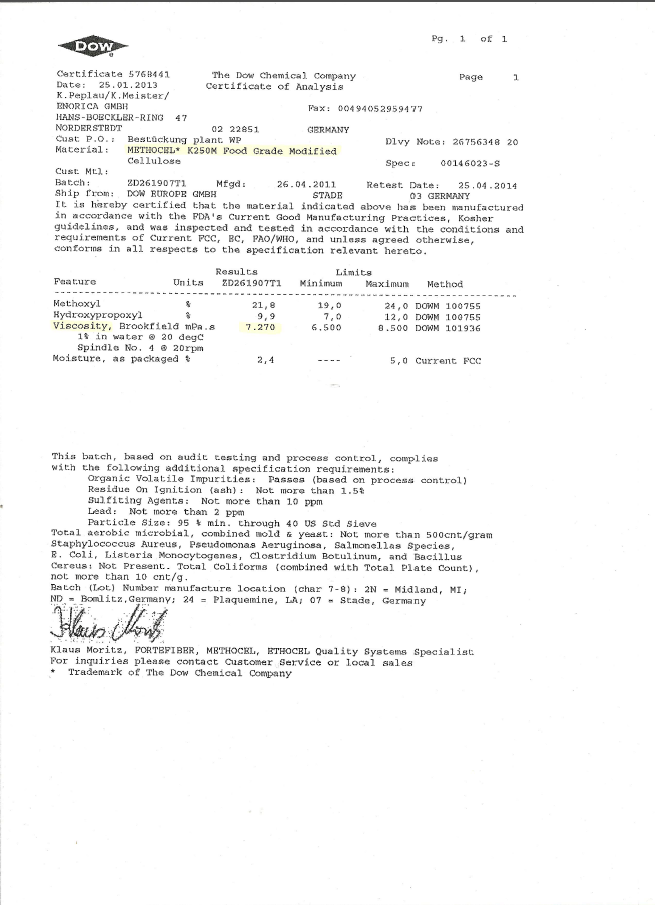 DOW
Pg. 1 of 1
Certificate 5768441 The Dow Chemical Company Page 1
Date: 25.01.2013 Certificate of Analysis
K.Peplau/K.Meister/
ENORICA GMBH Fax: 00494052959477
HANS-BOECKLER-RING 47
NORDERSTEDT 02 22851 GERMANY
Cust P.O.: Bestückung plant WP Dlvy Note: 26756348 20
Material: METHOCEL* K250M Food Grade Modified
Cellulose Spec: 00146023-S
Cust Mtl:
Batch: ZD261907T1 Mfgd: 26.04.2011 Retest Date: 25.04.2014
Ship from: DOW EUROPE GMBH STADE 03 GERMANY
It is hereby certified that the material indicated above has been manufactured
in accordance with the FDA's Current Good Manufacturing Practices, Kosher
guidelines, and was inspected and tested in accordance with the conditions and
requirements of Current FCC, EC, FAO/WHO, and unless agreed otherwise,
conforms in all respects to the specification relevant hereto.
Results Limits
Feature Units ZD261907T1 Minimum Maximum Method
Methoxyl % 21,8 19,0 24,0 DOWM 100755
Hydroxypropoxyl % 9,9 7,0 12,0 DOWM 100755
Viscosity, Brookfield mPa.s 7.270 6.500 8.500 DOWM 101936
1% in water @ 20 degC
Spindle No. 4 @ 20rpm
Moisture, as packaged % 2,4 ---- 5,0 Current FCC
This batch, based on audit testing and process control, complies
with the following additional specification requirements:
Organic Volatile Impurities: Passes (based on process control)
Residue On Ignition (ash): Not more than 1.5%
Sulfiting Agents: Not more than 10 ppm
Lead: Not more than 2 ppm
Particle Size: 95 % min. through 40 US Std Sieve
Total aerobic microbial, combined mold & yeast: Not more than 500cnt/gram
Staphylococcus Aureus, Pseudomonas Aeruginosa, Salmonellas Species,
E. Coli, Listeria Monocytogenes, Clostridium Botulinum, and Bacillus
Cereus: Not Present. Total Coliforms (combined with Total Plate Count),
not more than 10 cnt/g.
Batch (Lot) Number manufacture location (char 7-8): 2N = Midland, MI;
ND = Bomlitz,Germany; 24 = Plaquemine, LA; 07 = Stade, Germany
Klaus Moritz
Klaus Moritz, FORTEFIBER, METHOCEL, ETHOCEL Quality Systems Specialist
For inquiries please contact Customer Service or local sales
* Trademark of The Dow Chemical Company